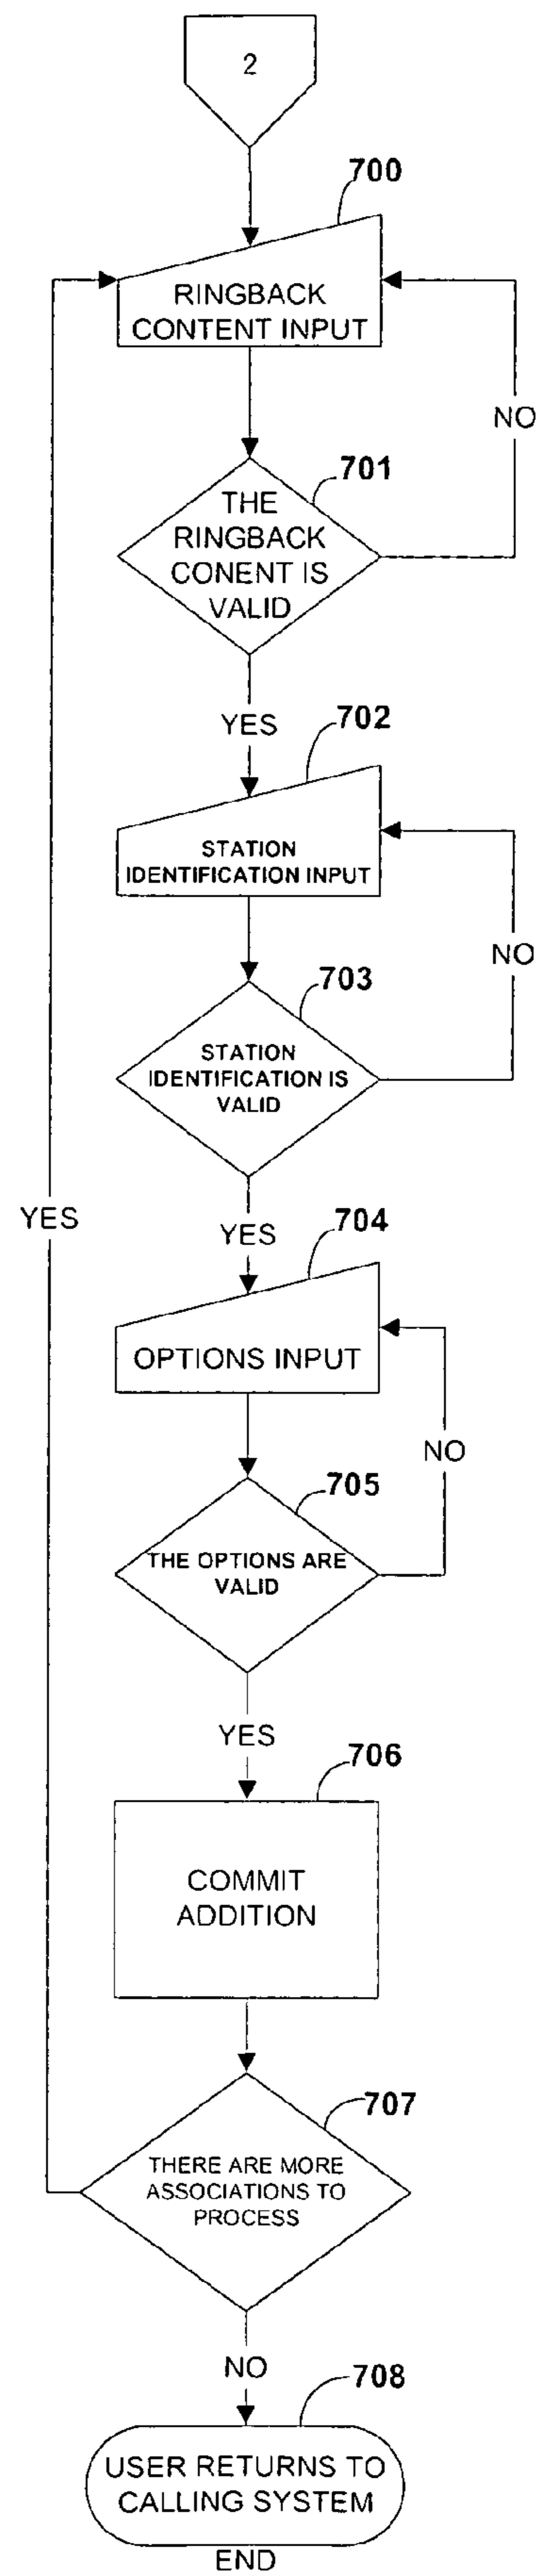 2
700
RINGBACK
CONTENT INPUT
NO
701
THE
RINGBACK
CONENT IS
VALID
YES
702
STATION
IDENTIFICATION INPUT
NO
703
STATION
IDENTIFICATION IS
VALID
YES
YES
704
OPTIONS INPUT
NO
705
THE OPTIONS ARE
VALID
YES
706
COMMIT
ADDITION
707
THERE ARE MORE
ASSOCIATIONS TO
PROCESS
NO
708
USER RETURNS TO
CALLING SYSTEM
END